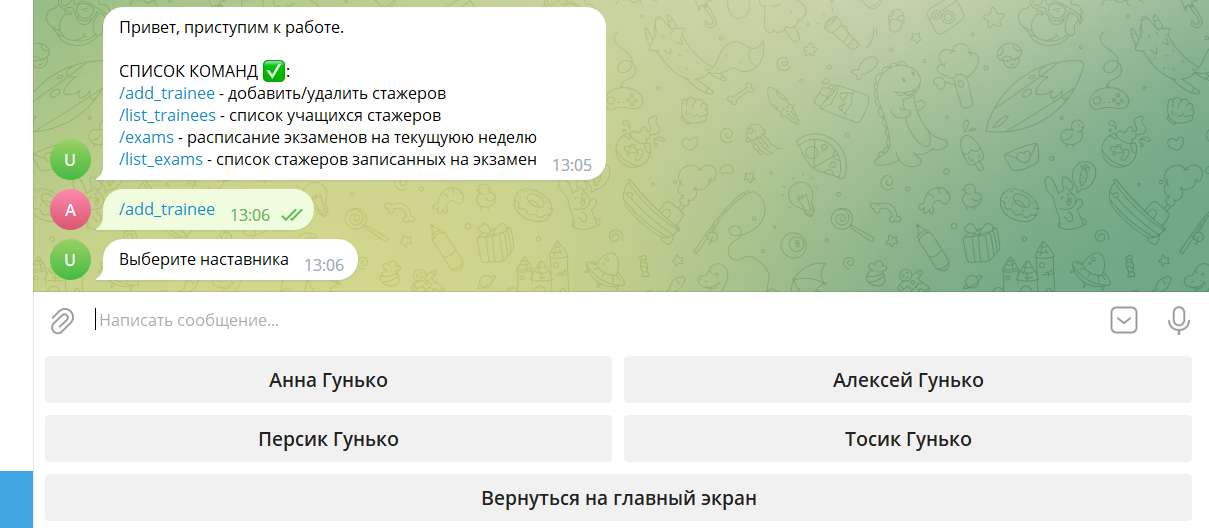 Привет, приступим к работе.
СПИСОК КОМАНД ✅:
/add_trainee - добавить/удалить стажеров
/list_trainees - список учащихся стажеров
/exams - расписание экзаменов на текущуюю неделю
/list_exams - список стажеров записанных на экзамен
13:05
U
A
/add_trainee 13:06
U
Выберите наставника 13:06
Написать сообщение...
Анна Гунько
Алексей Гунько
Персик Гунько
Тосик Гунько
Вернуться на главный экран